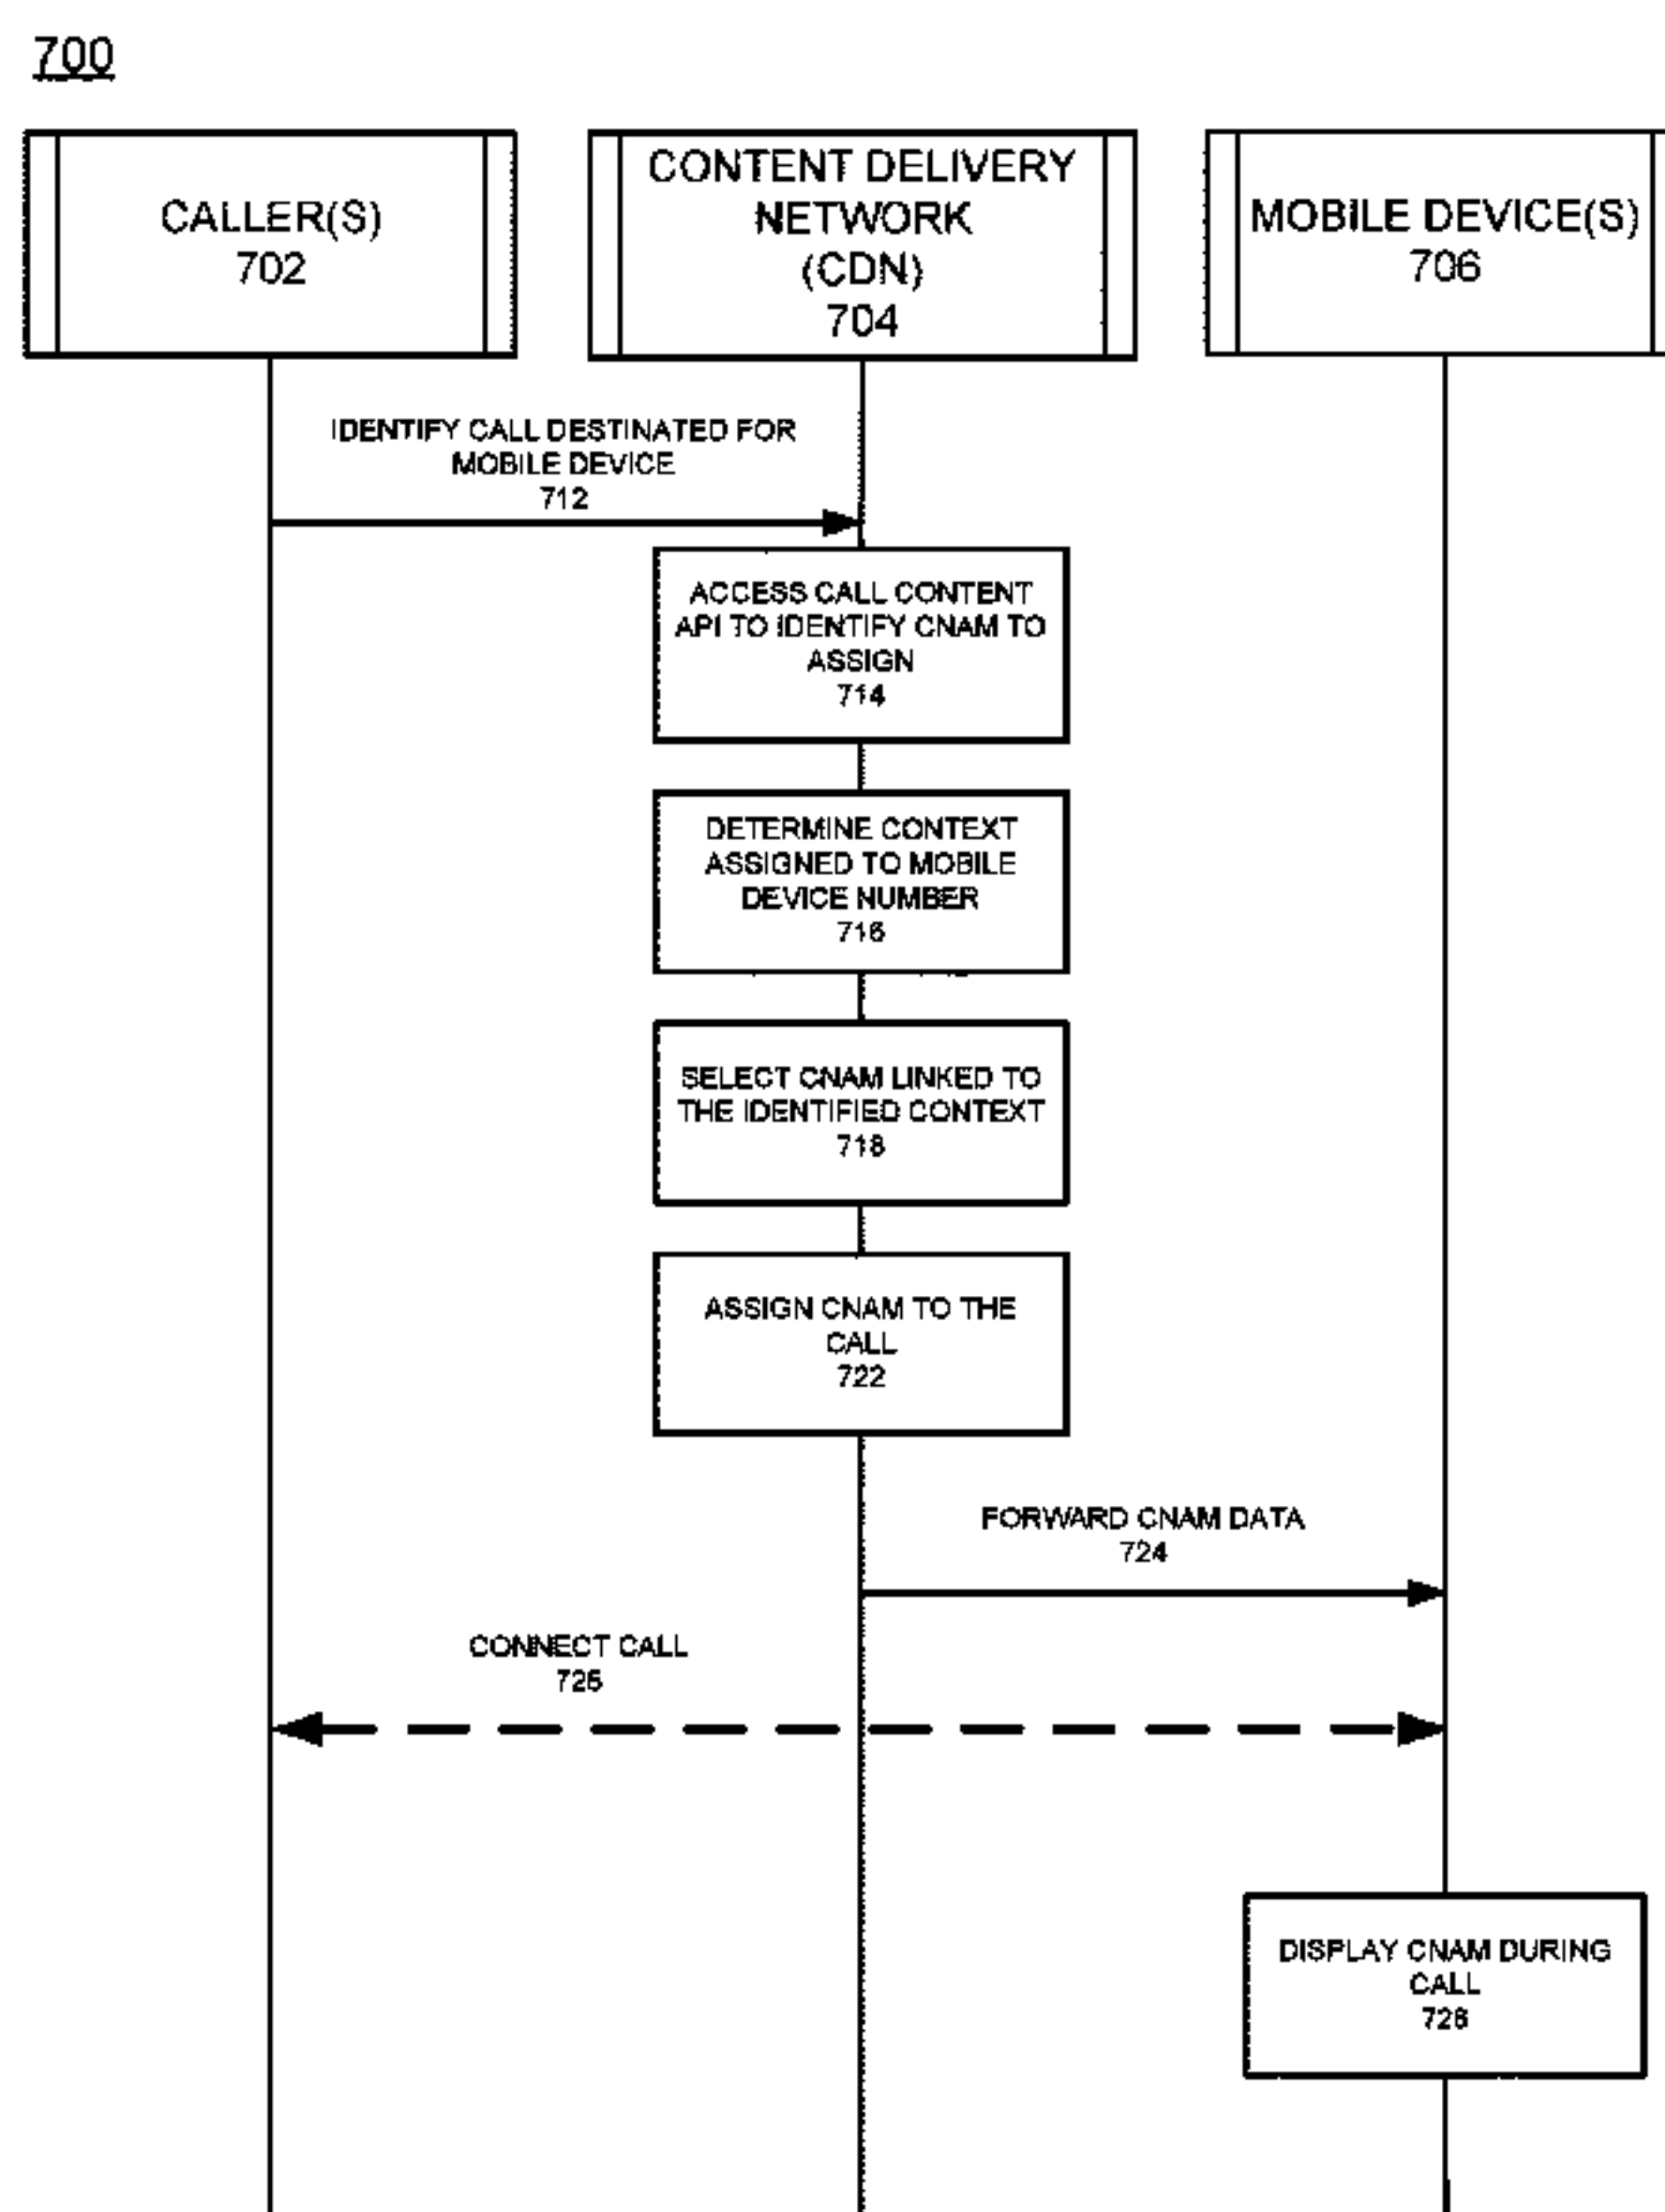 700
CALLER(S)
702
CONTENT DELIVERY
NETWORK
(CDN)
704
MOBILE DEVICE(S)
706
IDENTIFY CALL DESTINATED FOR
MOBILE DEVICE
712
ACCESS CALL CONTENT
API TO IDENTIFY CNAM TO
ASSIGN
714
DETERMINE CONTEXT
ASSIGNED TO MOBILE
DEVICE NUMBER
716
SELECT CNAM LINKED TO
THE IDENTIFIED CONTEXT
718
ASSIGN CNAM TO THE
CALL
722
FORWARD CNAM DATA
724
CONNECT CALL
726
DISPLAY CNAM DURING
CALL
728